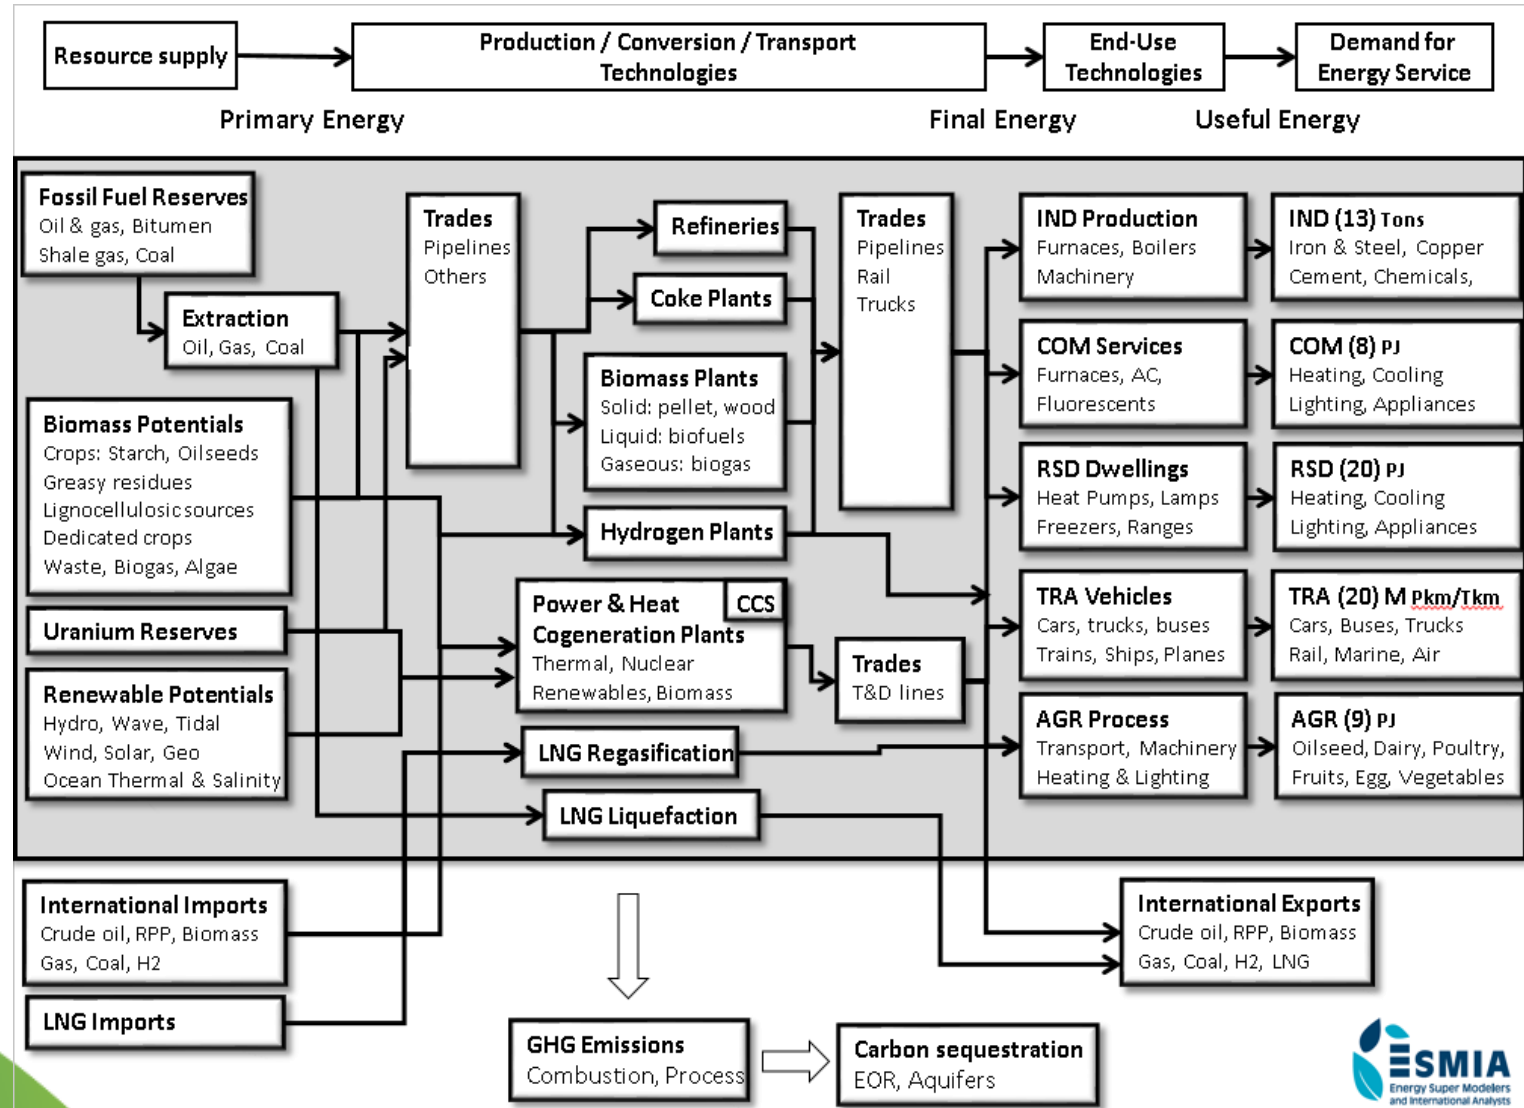 Resource supply
Production / Conversion / Transport
Technologies
End-Use
Technologies
Demand for
Energy Service
Primary Energy
Final Energy
Useful Energy
Fossil Fuel Reserves
Oil & gas, Bitumen
Shale gas, Coal
Extraction
Oil, Gas, Coal
Biomass Potentials
Crops: Starch, Oilseeds
Greasy residues
Lignocellulosic sources
Dedicated crops
Waste, Biogas, Algae
Uranium Reserves
Renewable Potentials
Hydro, Wave, Tidal
Wind, Solar, Geo
Ocean Thermal & Salinity
Trades
Pipelines
Others
Refineries
Coke Plants
Biomass Plants
Solid: pellet, wood
Liquid: biofuels
Gaseous: biogas
Hydrogen Plants
Power & Heat
CCS
Cogeneration Plants
Thermal, Nuclear
Renewables, Biomass
LNG Regasification
LNG Liquefaction
Trades
Pipelines
Rail
Trucks
Trades
T&D lines
IND Production
Furnaces, Boilers
Machinery
COM Services
Furnaces, AC,
Fluorescents
RSD Dwellings
Heat Pumps, Lamps
Freezers, Ranges
TRA Vehicles
Cars, trucks, buses
Trains, Ships, Planes
AGR Process
Transport, Machinery
Heating & Lighting
IND (13) Tons
Iron & Steel, Copper
Cement, Chemicals,
COM (8) PJ
Heating, Cooling
Lighting, Appliances
RSD (20) PJ
Heating, Cooling
Lighting, Appliances
TRA (20) M Pkm/Tkm
Cars, Buses, Trucks
Rail, Marine, Air
AGR (9) PJ
Oilseed, Dairy, Poultry,
Fruits, Egg, Vegetables
International Imports
Crude oil, RPP, Biomass
Gas, Coal, H2
LNG Imports
International Exports
Crude oil, RPP, Biomass
Gas, Coal, H2, LNG
GHG Emissions
Combustion, Process
Carbon sequestration
EOR, Aquifers
ESMIA
Energy Super Modelers
and International Analysts